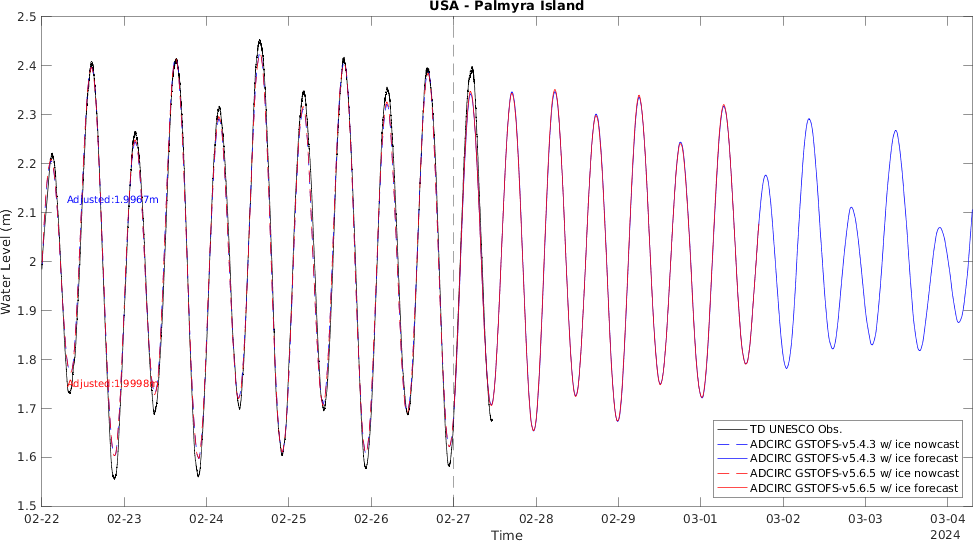 USA - Palmyra Island
2.5
2.4
2.3
2.2
2.1
2
1.9
1.8
1.7
1.6
1.5
Water Level (m)
Adjusted:1.9967m
Adjusted:1.9998m
TD UNESCO Obs.
ADCIRC GSTOFS-v5.4.3 w/ ice nowcast
ADCIRC GSTOFS-v5.4.3 w/ ice forecast
ADCIRC GSTOFS-v5.6.5 w/ ice nowcast
ADCIRC GSTOFS-v5.6.5 w/ ice forecast
02-22 02-23 02-24 02-25 02-26 02-27 02-28 02-29 03-01 03-02 03-03 03-04
Time 2024